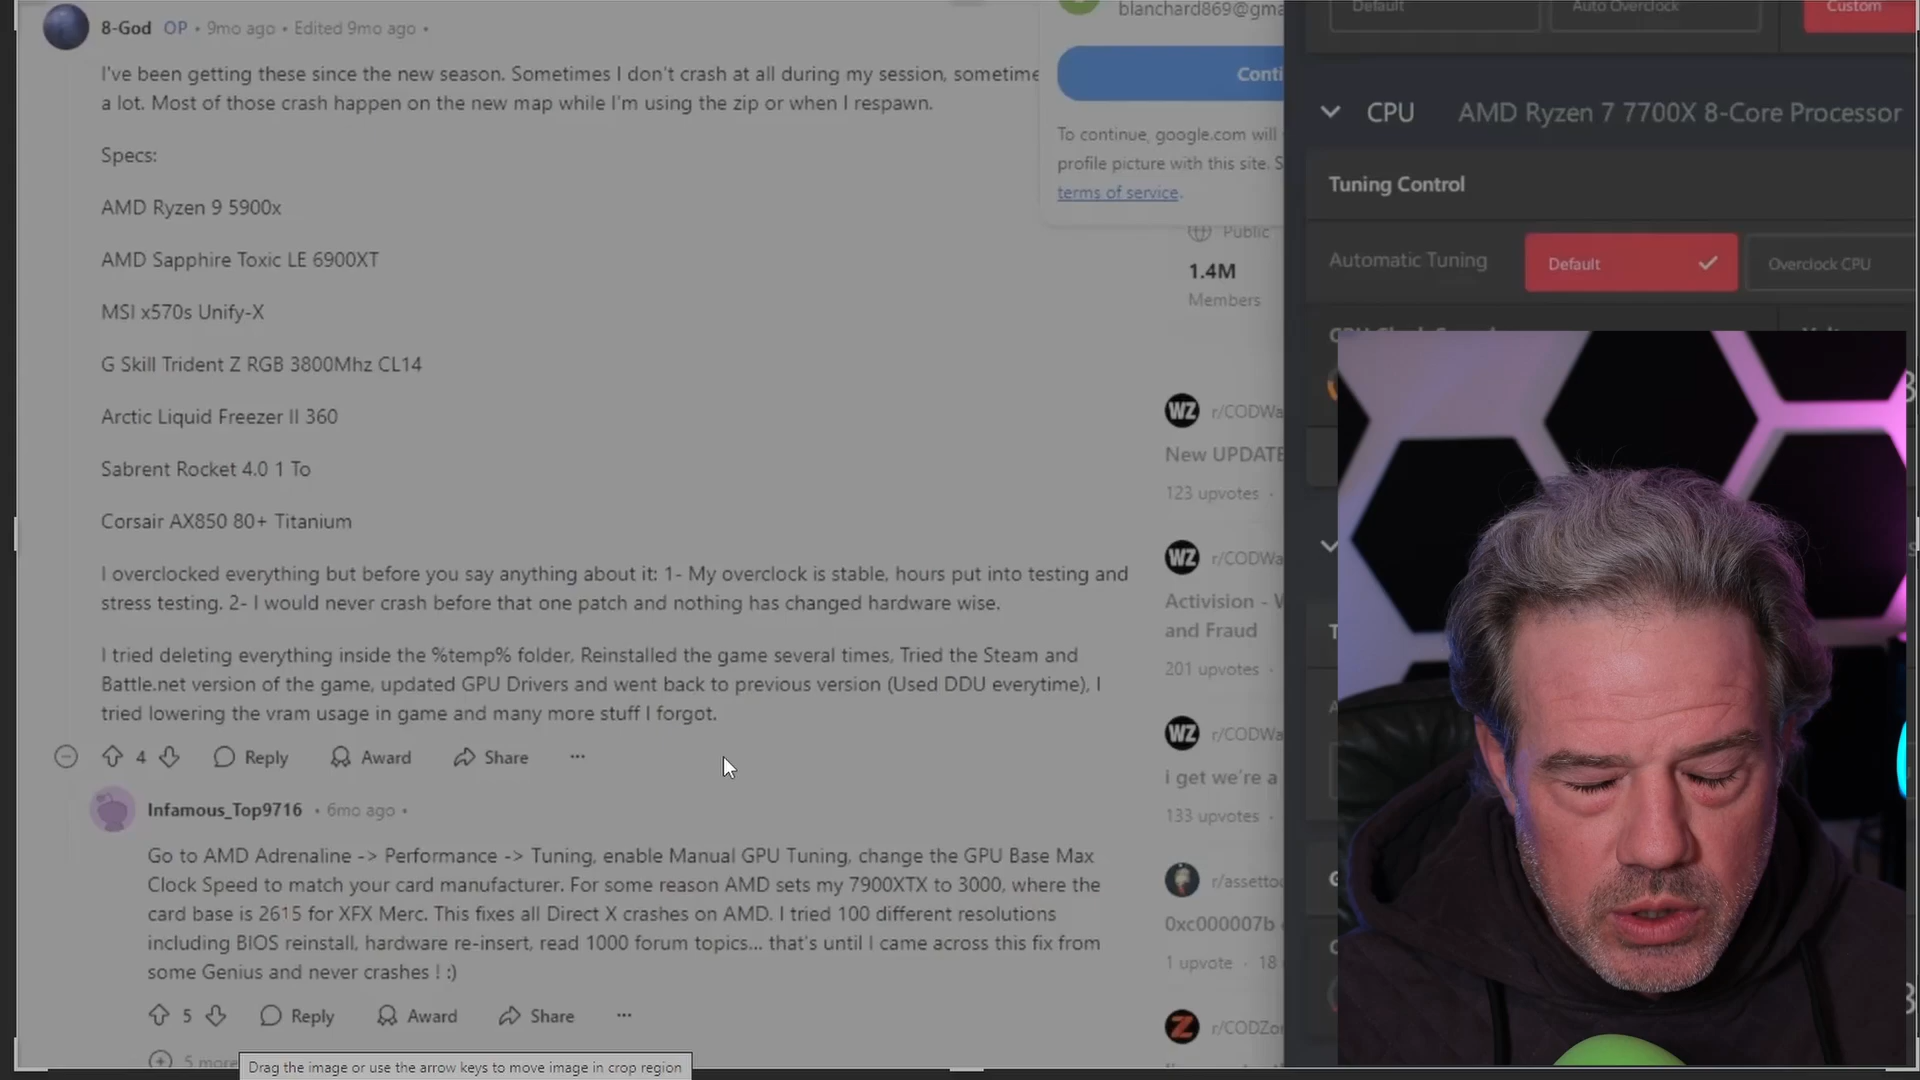 8-God OP • 9mo ago • Edited 9mo ago •
I've been getting these since the new season. Sometimes I don't crash at all during my session, sometime
a lot. Most of those crash happen on the new map while I'm using the zip or when I respawn.
Specs:
AMD Ryzen 9 5900x
AMD Sapphire Toxic LE 6900XT
MSI x570s Unify-X
G Skill Trident Z RGB 3800Mhz CL14
Arctic Liquid Freezer II 360
Sabrent Rocket 4.0 1 To
Corsair AX850 80+ Titanium
I overclocked everything but before you say anything about it: 1- My overclock is stable, hours put into testing and
stress testing. 2- I would never crash before that one patch and nothing has changed hardware wise.
I tried deleting everything inside the %temp% folder, Reinstalled the game several times, Tried the Steam and
Battle.net version of the game, updated GPU Drivers and went back to previous version (Used DDU everytime), I
tried lowering the vram usage in game and many more stuff I forgot.
4 Reply Award Share ...
Infamous_Top9716 • 6mo ago •
Go to AMD Adrenaline -> Performance -> Tuning, enable Manual GPU Tuning, change the GPU Base Max
Clock Speed to match your card manufacturer. For some reason AMD sets my 7900XTX to 3000, where the
card base is 2615 for XFX Merc. This fixes all Direct X crashes on AMD. I tried 100 different resolutions
including BIOS reinstall, hardware re-insert, read 1000 forum topics... that's until I came across this fix from
some Genius and never crashes ! :)
5 Reply Award Share ...
5 more
Drag the image or use the arrow keys to move image in crop region
blanchard869@gma
Conti
To continue, google.com will
profile picture with this site. S
terms of service.
Public
1.4M
Members
WZ r/CODWa
New UPDATE
123 upvotes ·
WZ r/CODWa
Activision - W
and Fraud
201 upvotes ·
WZ r/CODWa
i get we're a
133 upvotes ·
r/assetto
0xc000007b
1 upvote · 18
Z r/CODZo
Default Auto Overclock Custom
CPU AMD Ryzen 7 7700X 8-Core Processor
Tuning Control
Automatic Tuning Default Overclock CPU